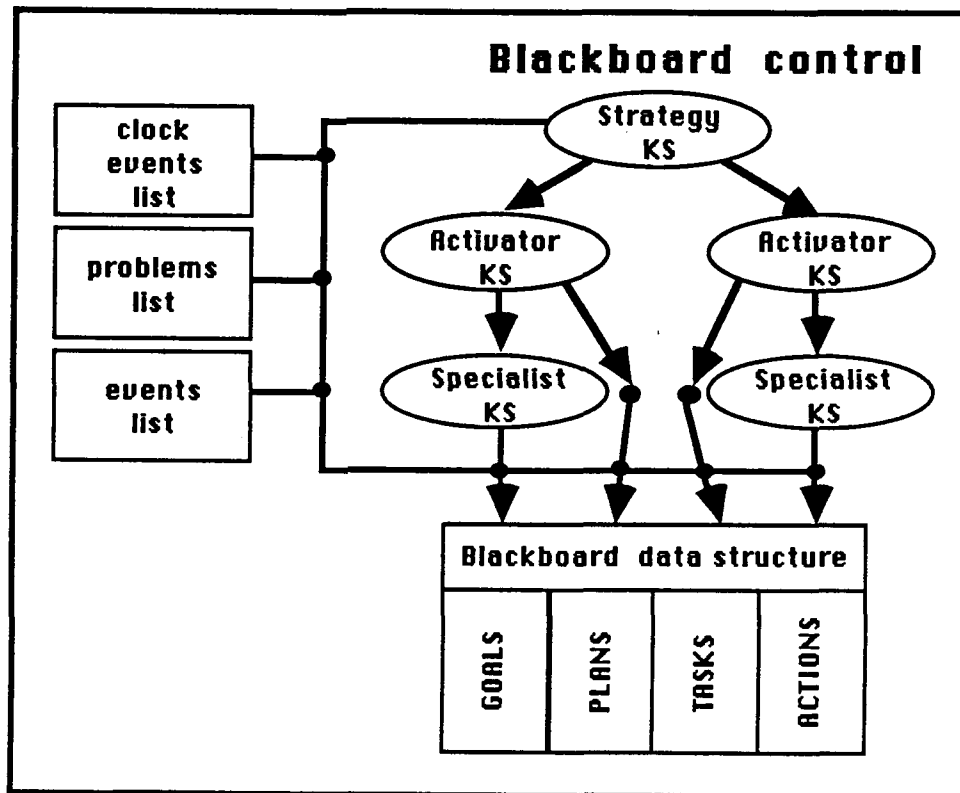 Blackboard control
clock
events
list
problems
list
events
list
Strategy
KS
Activator
KS
Activator
KS
Specialist
KS
Specialist
KS
Blackboard data structure
GOALS
PLANS
TASKS
ACTIONS